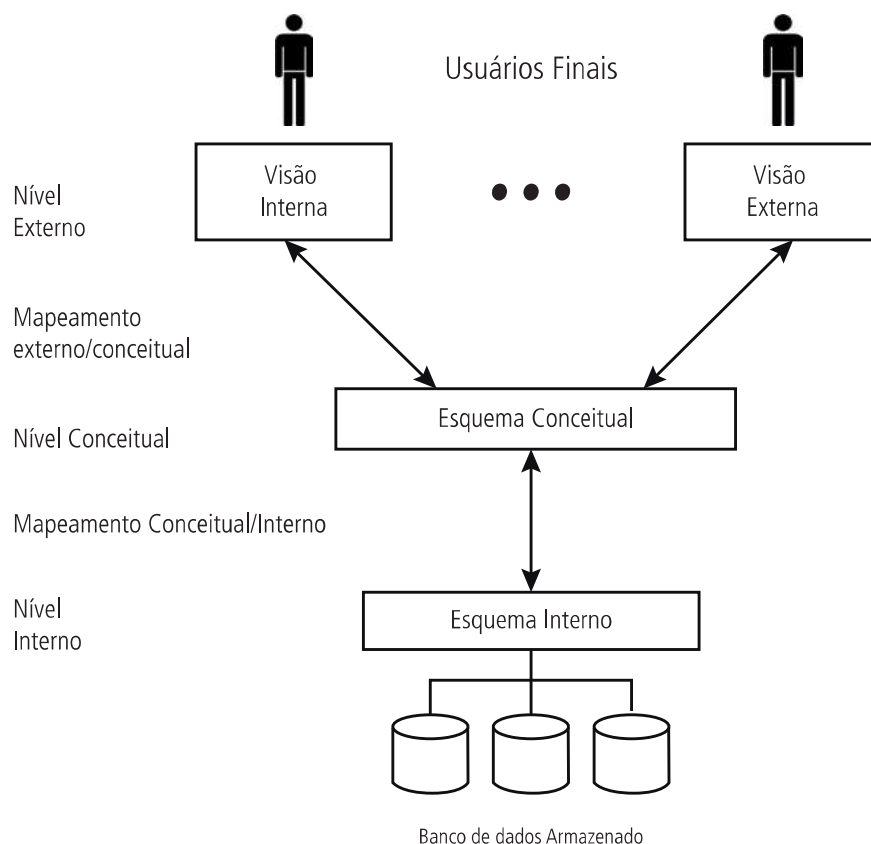 Usuários Finais
Visão
Interna
Visão
Externa
Nível
Externo
Mapeamento
externo/conceitual
Esquema Conceitual
Nível Conceitual
Mapeamento Conceitual/Interno
Nível
Interno
Esquema Interno
Banco de dados Armazenado